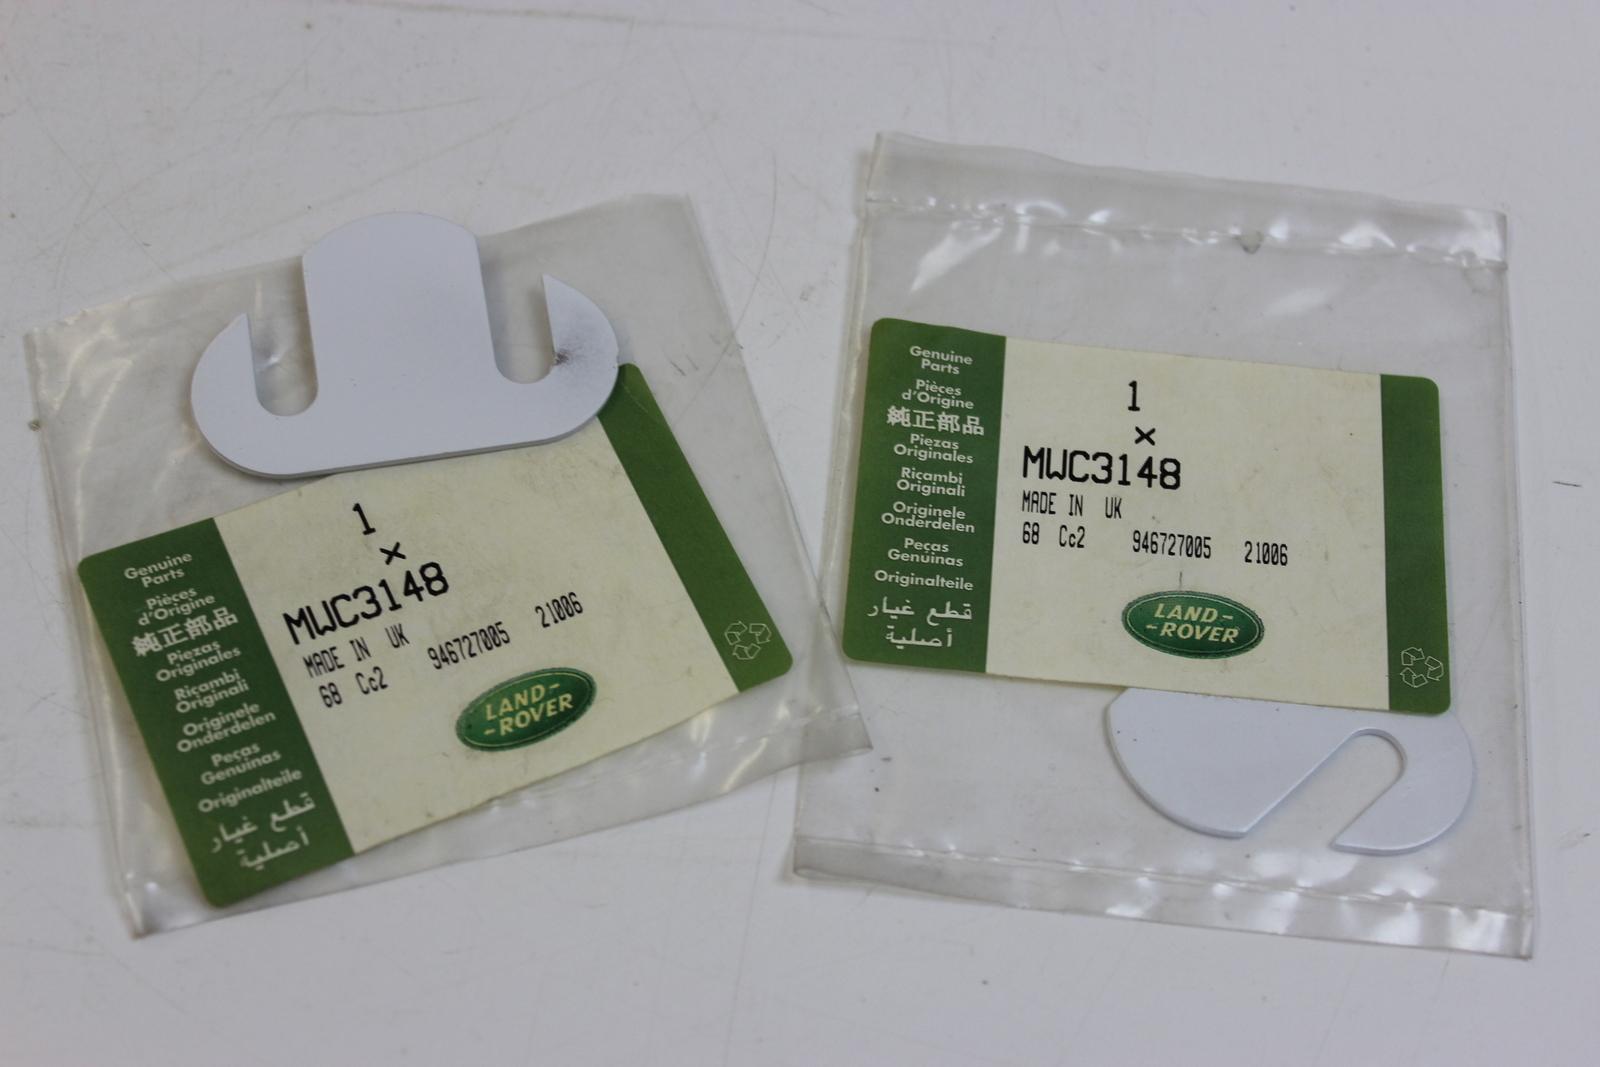 Genuine
Parts
Pièces
d'Origine
純正部品
Piezas
Originales
Ricambi
Originali
Originele
Onderdelen
Peças
Genuinas
Originalteile
قطع غيار
أصلية
1
x
MWC3148
MADE IN UK
68 Cc2 946727005 21006
LAND-
-ROVER
Genuine
Parts
Pièces
d'Origine
純正部品
Piezas
Originales
Ricambi
Originali
Originele
Onderdelen
Peças
Genuinas
Originalteile
قطع غيار
أصلية
1
x
MWC3148
MADE IN UK
68 Cc2 946727005 21006
LAND-
-ROVER